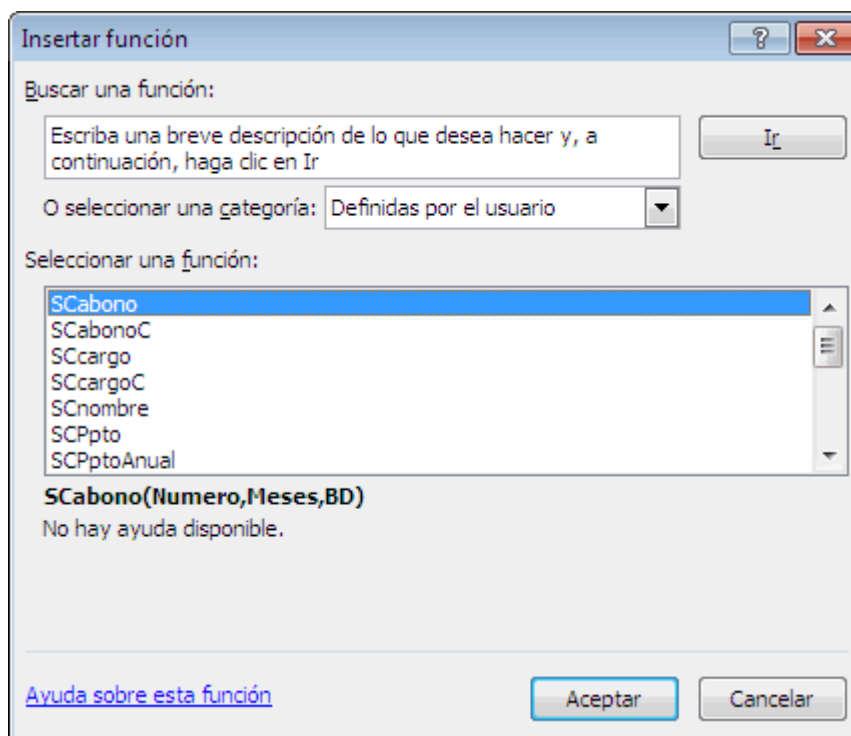 Insertar función
Buscar una función:
Escriba una breve descripción de lo que desea hacer y, a
continuación, haga clic en Ir
Ir
O seleccionar una categoría: Definidas por el usuario
Seleccionar una función:
SCabono
SCabonoC
SCcargo
SCcargoC
SCnombre
SCPpto
SCPptoAnual
SCabono(Numero,Meses,BD)
No hay ayuda disponible.
Ayuda sobre esta función
Aceptar
Cancelar